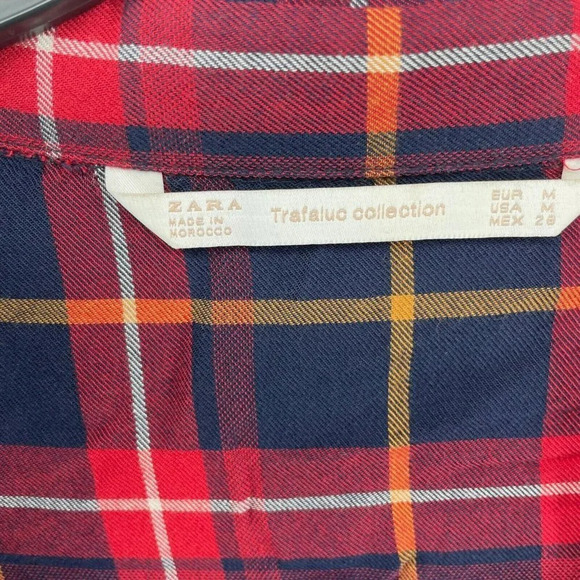 ZARA
MADE IN
MOROCCO
Trafaluc collection
EUR M
USA M
MEX 28